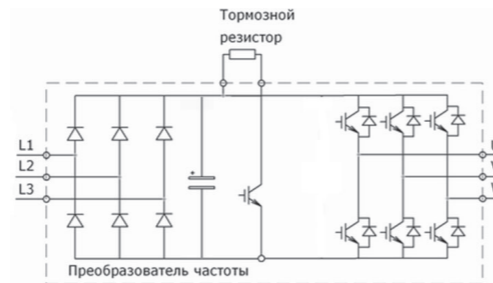 Тормозной
резистор
L1
L2
L3
Преобразователь частоты